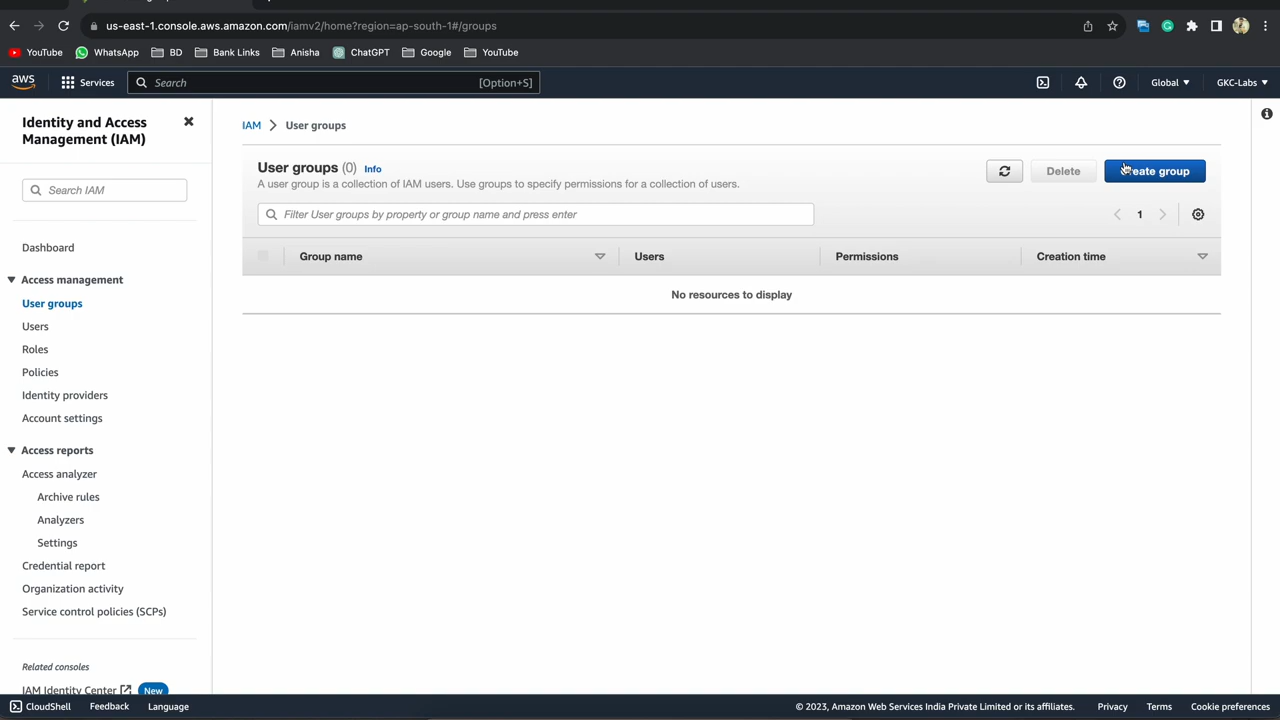 us-east-1.console.aws.amazon.com/iamv2/home?region=ap-south-1#/groups
YouTube WhatsApp BD Bank Links Anisha ChatGPT Google YouTube
aws Services Search [Option+S] Global GKC-Labs
Identity and Access
Management (IAM)
Search IAM
Dashboard
Access management
User groups
Users
Roles
Policies
Identity providers
Account settings
Access reports
Access analyzer
Archive rules
Analyzers
Settings
Credential report
Organization activity
Service control policies (SCPs)
Related consoles
IAM Identity Center New
IAM User groups
User groups (0) Info
A user group is a collection of IAM users. Use groups to specify permissions for a collection of users.
Delete
Create group
Filter User groups by property or group name and press enter
1
Group name Users Permissions Creation time
No resources to display
CloudShell Feedback Language © 2023, Amazon Web Services India Private Limited or its affiliates. Privacy Terms Cookie preferences